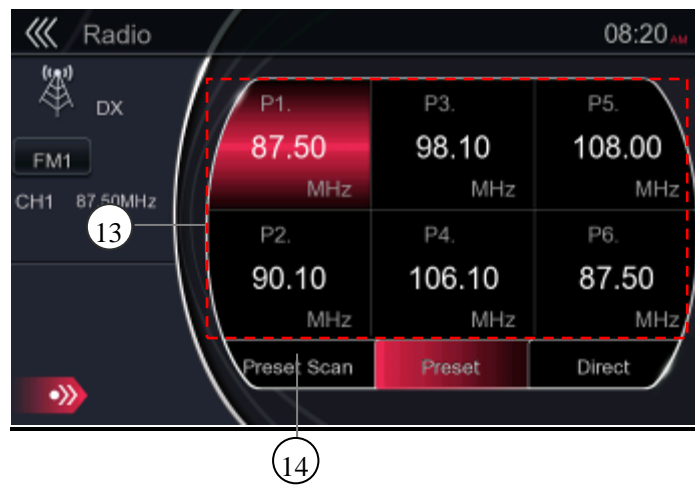 Radio
08:20 AM
DX
FM1
CH1 87.50MHz
P1. P3. P5.
87.50 98.10 108.00
MHz MHz MHz
13
P2. P4. P6.
90.10 106.10 87.50
MHz MHz MHz
Preset Scan Preset Direct
14